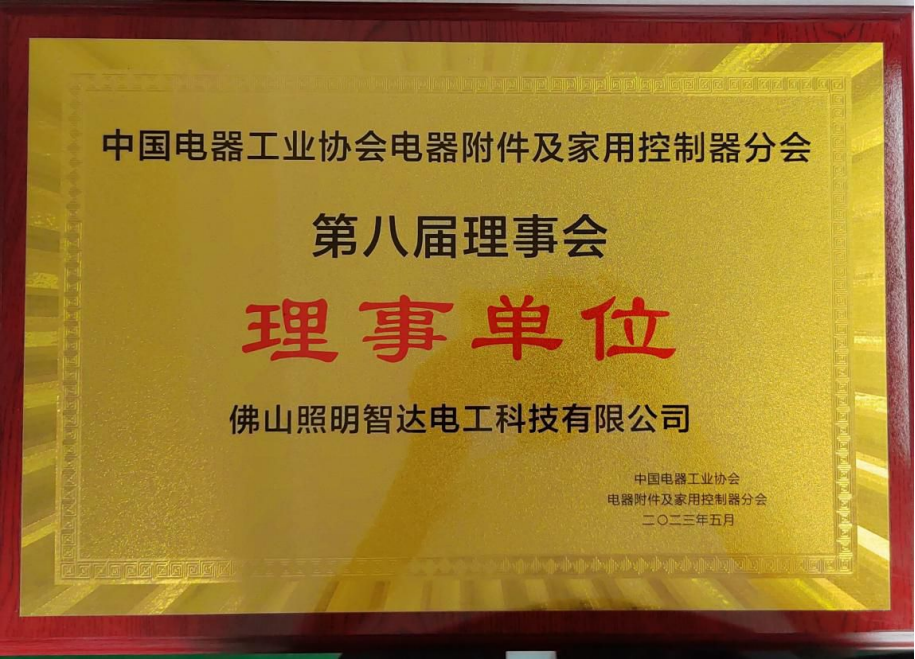 中国电器工业协会电器附件及家用控制器分会
第八届理事会
理事单位
佛山照明智达电工科技有限公司
中国电器工业协会
电器附件及家用控制器分会
二〇二三年五月